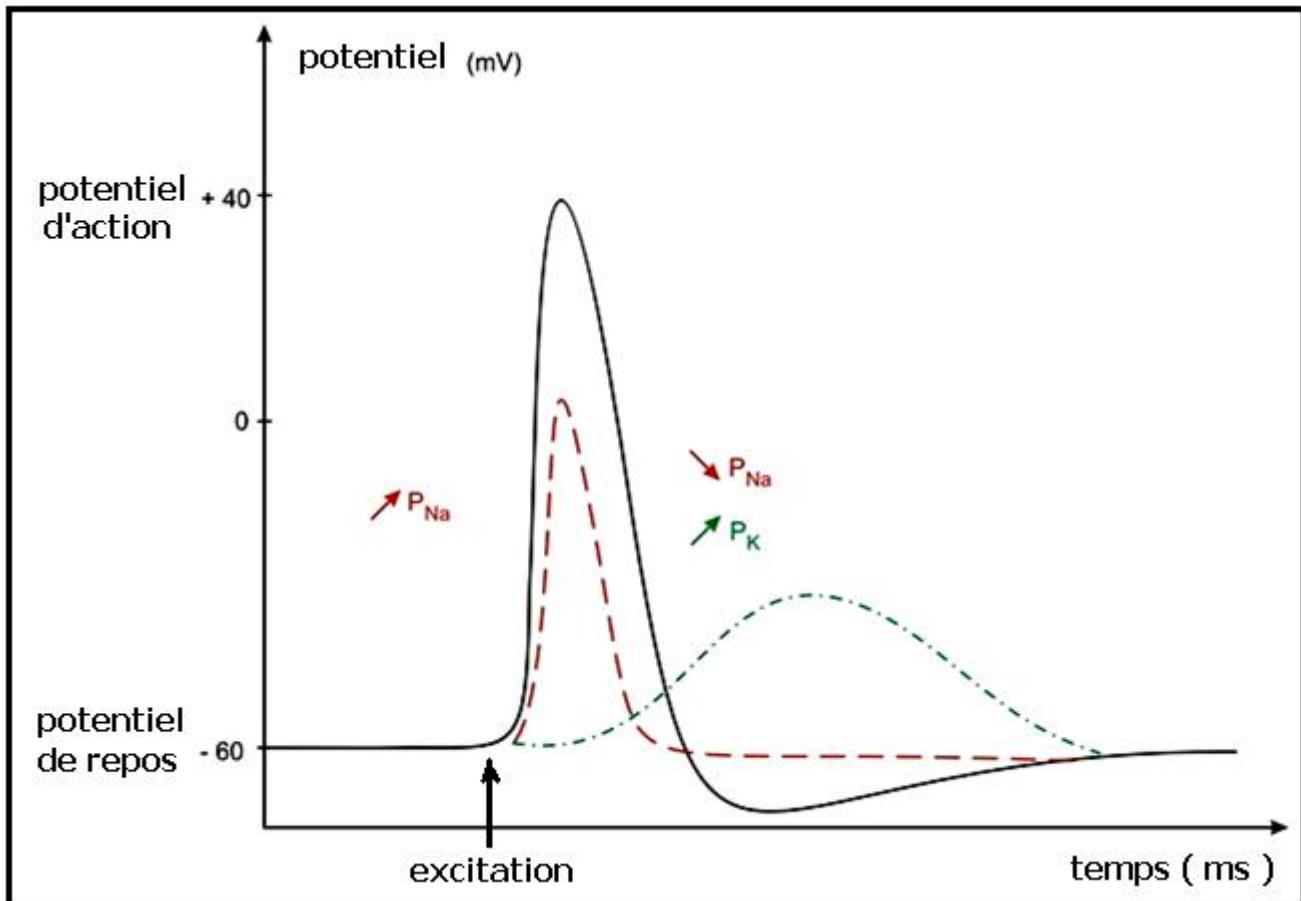 potentiel (mV)
potentiel
d'action
+ 40
0
↗ PNa
↘ PNa
↗ PK
potentiel
de repos
- 60
excitation
temps ( ms )